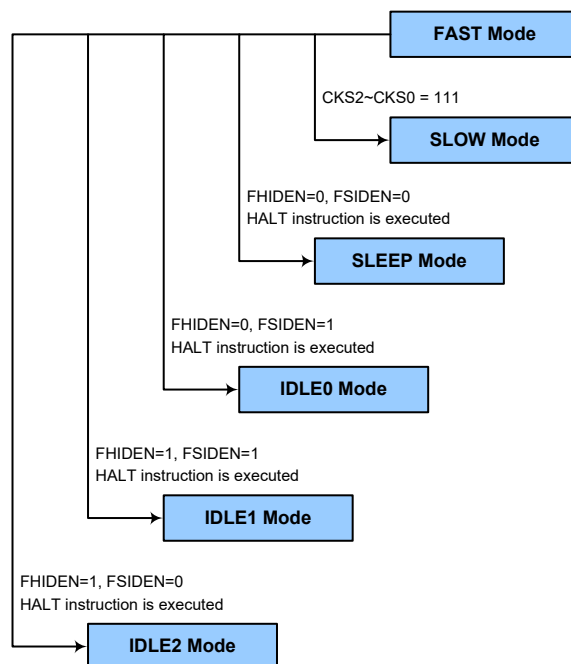 FAST Mode
CKS2~CKS0 = 111
SLOW Mode
FHIDEN=0, FSIDEN=0
HALT instruction is executed
SLEEP Mode
FHIDEN=0, FSIDEN=1
HALT instruction is executed
IDLE0 Mode
FHIDEN=1, FSIDEN=1
HALT instruction is executed
IDLE1 Mode
FHIDEN=1, FSIDEN=0
HALT instruction is executed
IDLE2 Mode